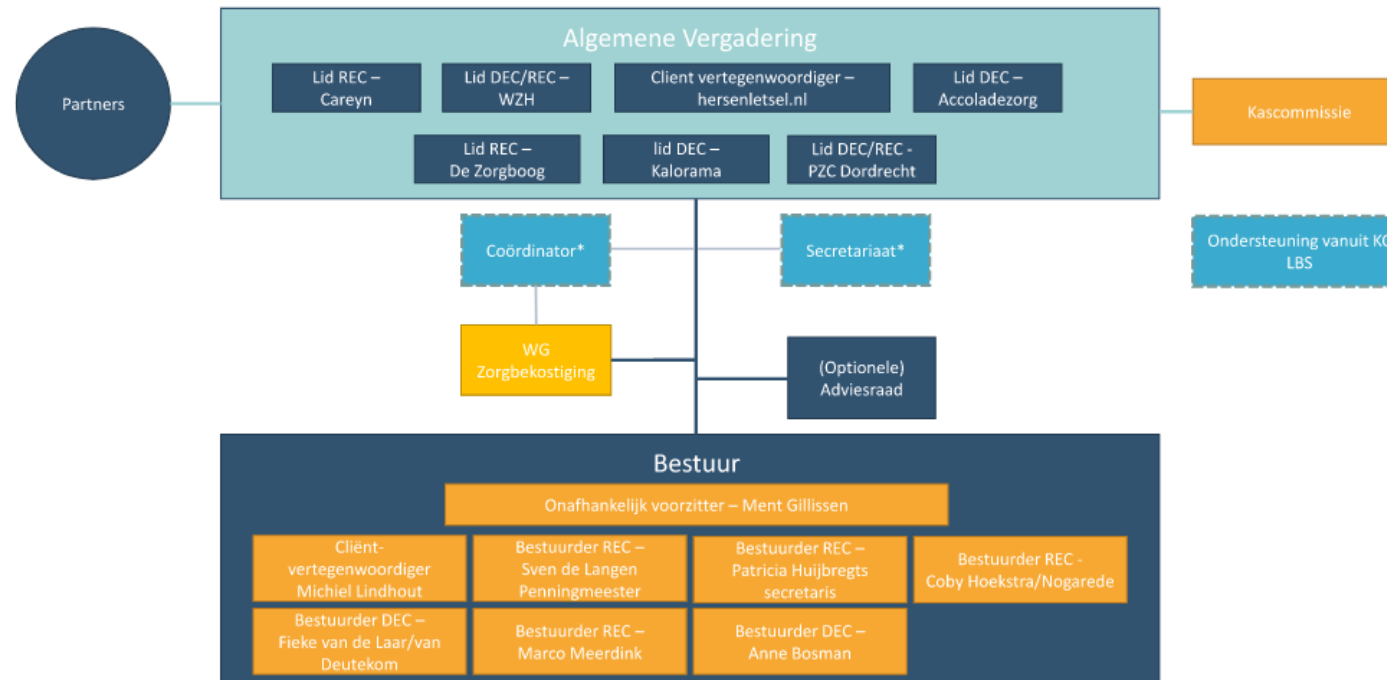 Algemene Vergadering
Partners
Lid REC –
Careyn
Lid DEC/REC –
WZH
Client vertegenwoordiger –
hersenletsel.nl
Lid DEC –
Accoladezorg
Kascommissie
Lid REC –
De Zorgboog
lid DEC –
Kalorama
Lid DEC/REC -
PZC Dordrecht
Coördinator*
Secretariaat*
Ondersteuning vanuit
LBS
WG
Zorgbekostiging
(Optionele)
Adviesraad
Bestuur
Onafhankelijk voorzitter – Ment Gillissen
Cliënt-
vertegenwoordiger
Michiel Lindhout
Bestuurder REC –
Sven de Langen
Penningmeester
Bestuurder REC –
Patricia Huijbregts
secretaris
Bestuurder REC -
Coby Hoekstra/Nogarede
Bestuurder DEC –
Fieke van de Laar/van
Deutekom
Bestuurder REC –
Marco Meerdink
Bestuurder DEC –
Anne Bosman